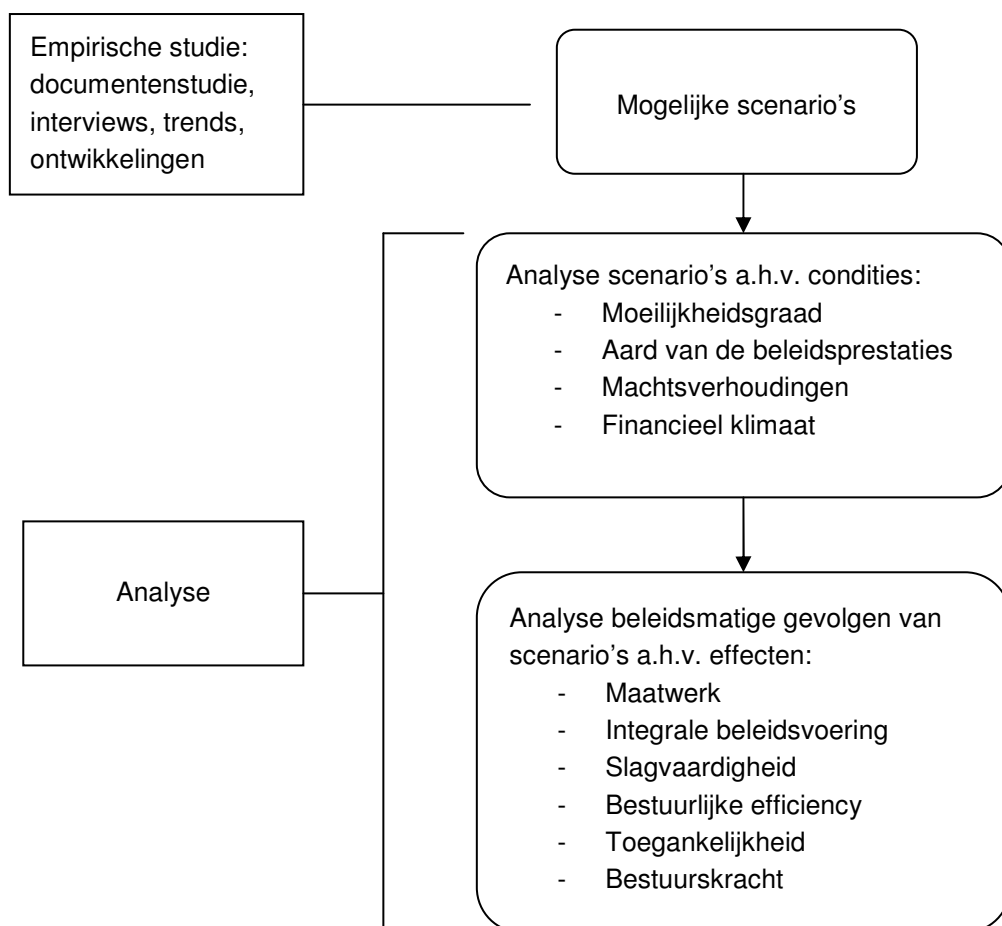 Empirische studie:
documentenstudie,
interviews, trends,
ontwikkelingen
Mogelijke scenario’s
Analyse scenario’s a.h.v. condities:
- Moeilijkheidsgraad
- Aard van de beleidsprestaties
- Machtsverhoudingen
- Financieel klimaat
Analyse
Analyse beleidsmatige gevolgen van
scenario’s a.h.v. effecten:
- Maatwerk
- Integrale beleidsvoering
- Slagvaardigheid
- Bestuurlijke efficiency
- Toegankelijkheid
- Bestuurskracht